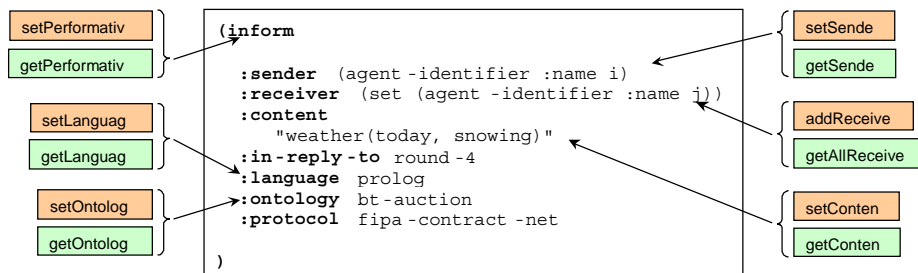 setPerformativ
getPerformativ
setLanguag
getLanguag
setOntolog
getOntolog
(inform
:sender (agent-identifier :name i)
:receiver (set (agent-identifier :name j))
:content
"weather(today, snowing)"
:in-reply-to round-4
:language prolog
:ontology bt-auction
:protocol fipa-contract-net
)
setSende
getSende
addReceive
getAllReceive
setConten
getConten